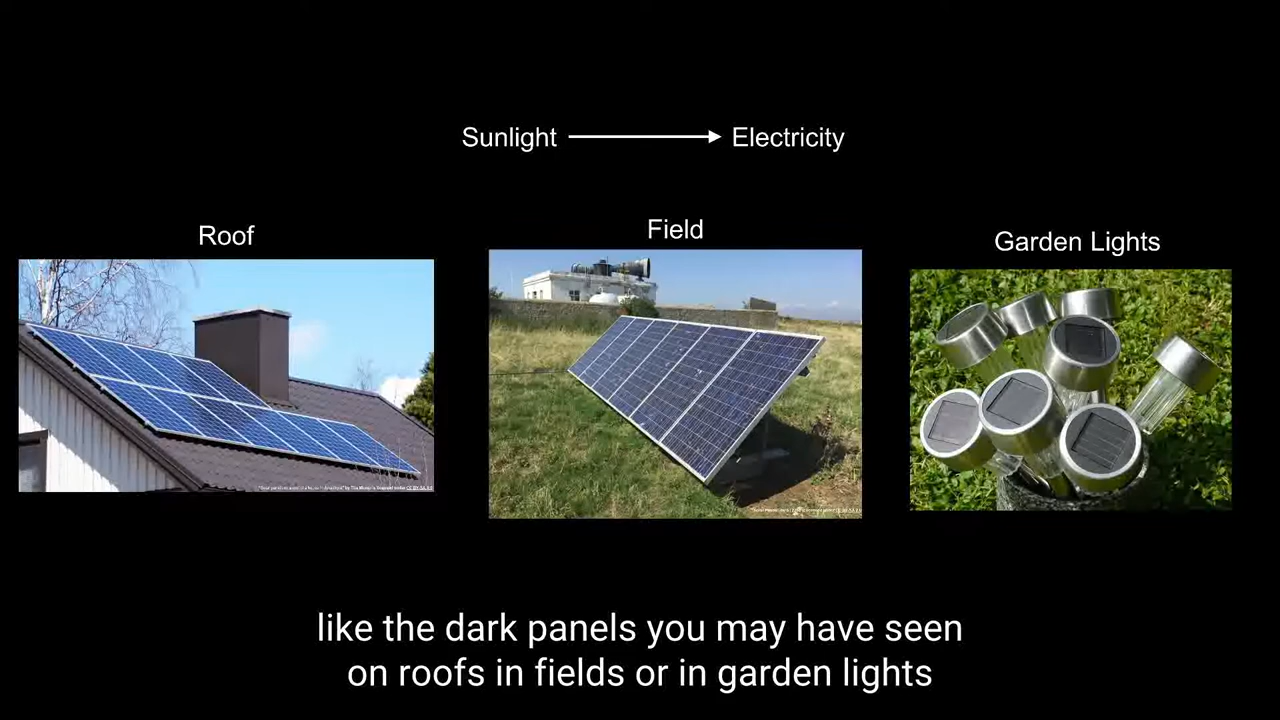 Sunlight Electricity
Roof
Field
Garden Lights
like the dark panels you may have seen
on roofs in fields or in garden lights